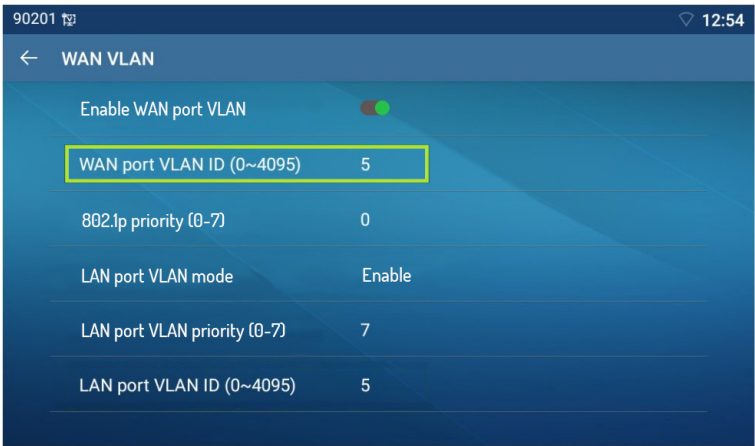 90201 12:54
WAN VLAN
Enable WAN port VLAN
WAN port VLAN ID (0~4095) 5
802.1p priority (0-7) 0
LAN port VLAN mode Enable
LAN port VLAN priority (0-7) 7
LAN port VLAN ID (0~4095) 5